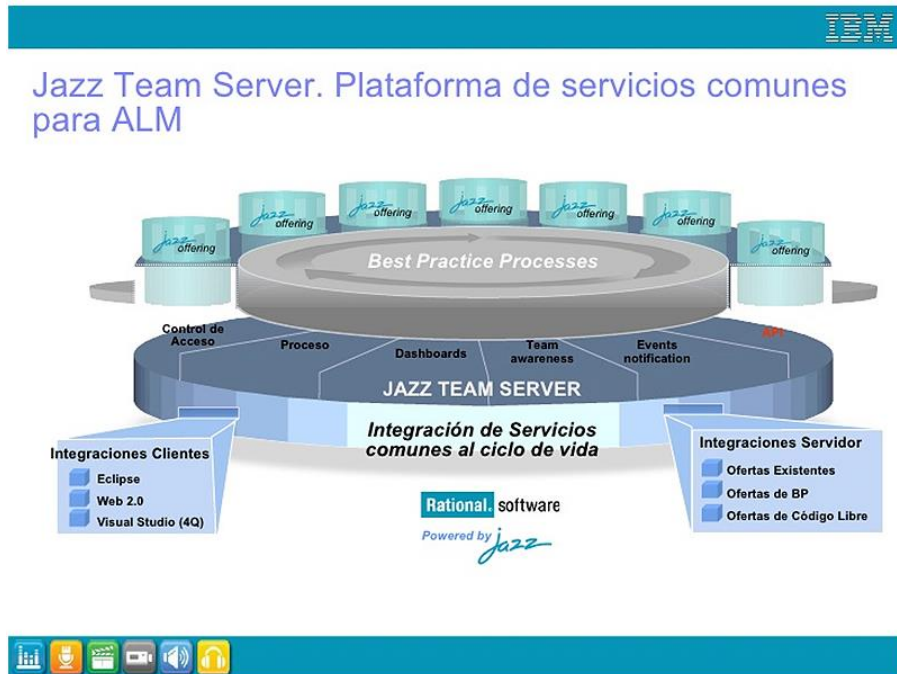 IBM
Jazz Team Server. Plataforma de servicios comunes
para ALM
jazz offering
jazz offering
jazz offering
jazz offering
jazz offering
jazz offering
jazz offering
Best Practice Processes
Control de
Acceso
Proceso
Dashboards
Team
awareness
Events
notification
API
JAZZ TEAM SERVER
Integración de Servicios
comunes al ciclo de vida
Integraciones Clientes
Eclipse
Web 2.0
Visual Studio (4Q)
Integraciones Servidor
Ofertas Existentes
Ofertas de BP
Ofertas de Código Libre
Rational. software
Powered by jazz